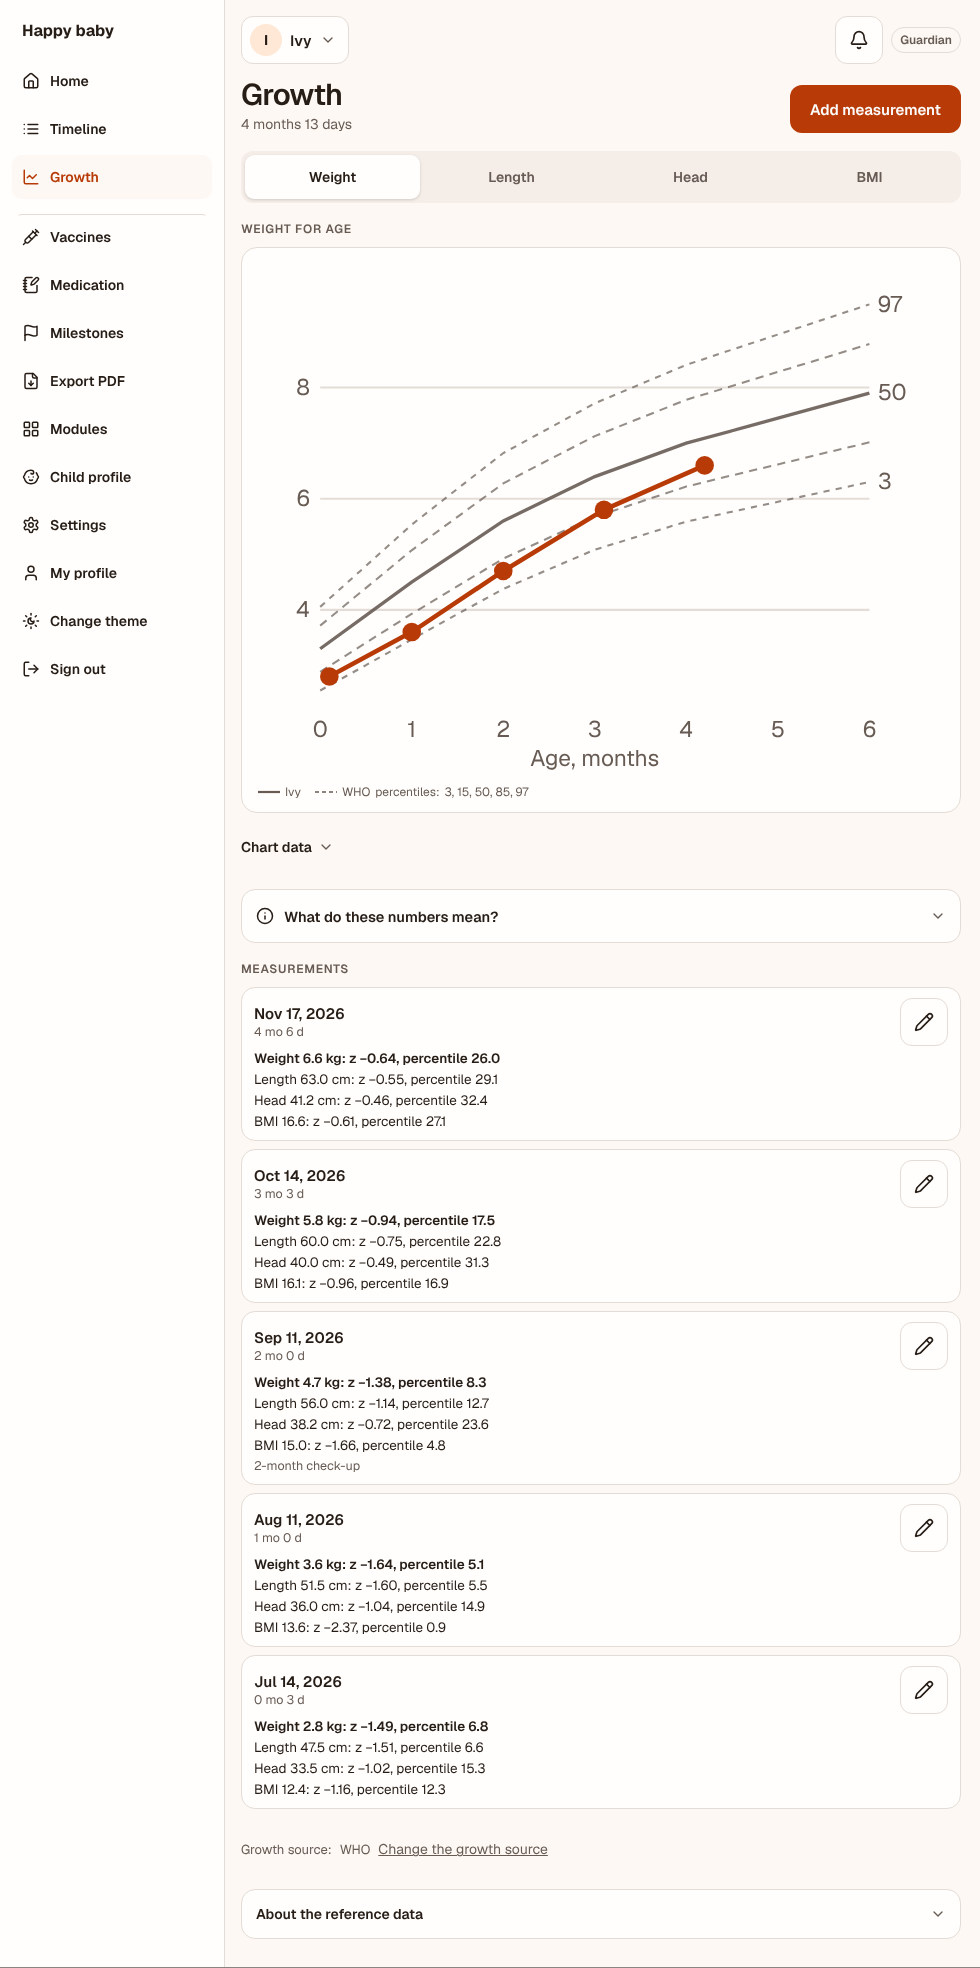 Happy baby
Home
Timeline
Growth
Vaccines
Medication
Milestones
Export PDF
Modules
Child profile
Settings
My profile
Change theme
Sign out
I Ivy
Guardian
Growth
4 months 13 days
Add measurement
Weight Length Head BMI
WEIGHT FOR AGE
97
8
50
3
6
4
0 1 2 3 4 5 6
Age, months
Ivy WHO percentiles: 3, 15, 50, 85, 97
Chart data
What do these numbers mean?
MEASUREMENTS
Nov 17, 2026
4 mo 6 d
Weight 6.6 kg: z −0.64, percentile 26.0
Length 63.0 cm: z −0.55, percentile 29.1
Head 41.2 cm: z −0.46, percentile 32.4
BMI 16.6: z −0.61, percentile 27.1
Oct 14, 2026
3 mo 3 d
Weight 5.8 kg: z −0.94, percentile 17.5
Length 60.0 cm: z −0.75, percentile 22.8
Head 40.0 cm: z −0.49, percentile 31.3
BMI 16.1: z −0.96, percentile 16.9
Sep 11, 2026
2 mo 0 d
Weight 4.7 kg: z −1.38, percentile 8.3
Length 56.0 cm: z −1.14, percentile 12.7
Head 38.2 cm: z −0.72, percentile 23.6
BMI 15.0: z −1.66, percentile 4.8
2-month check-up
Aug 11, 2026
1 mo 0 d
Weight 3.6 kg: z −1.64, percentile 5.1
Length 51.5 cm: z −1.60, percentile 5.5
Head 36.0 cm: z −1.04, percentile 14.9
BMI 13.6: z −2.37, percentile 0.9
Jul 14, 2026
0 mo 3 d
Weight 2.8 kg: z −1.49, percentile 6.8
Length 47.5 cm: z −1.51, percentile 6.6
Head 33.5 cm: z −1.02, percentile 15.3
BMI 12.4: z −1.16, percentile 12.3
Growth source: WHO Change the growth source
About the reference data